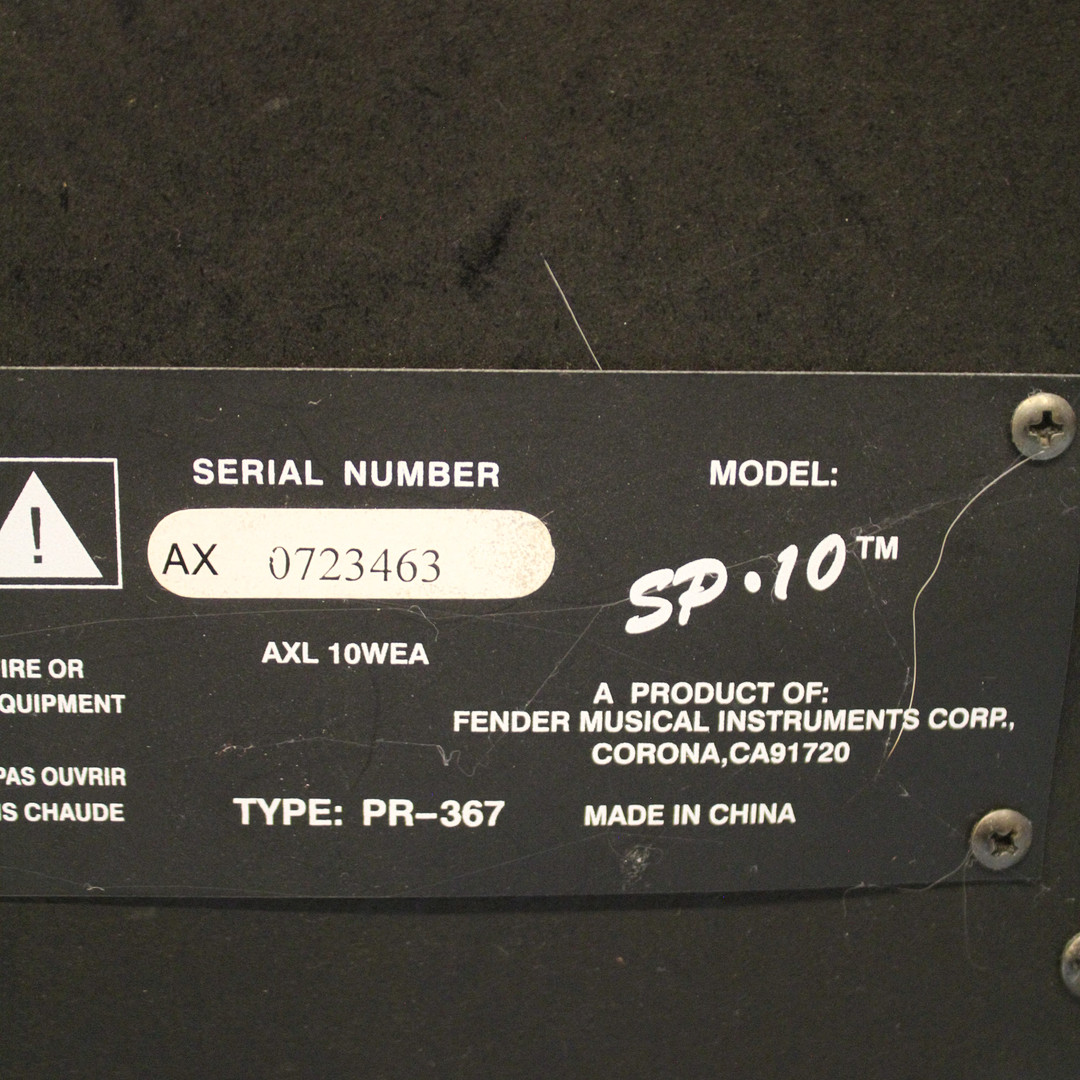 SERIAL NUMBER
MODEL:
!
AX 0723463
SP·10™
AXL 10WEA
IRE OR
QUIPMENT
A PRODUCT OF:
FENDER MUSICAL INSTRUMENTS CORP.,
CORONA,CA91720
PAS OUVRIR
IS CHAUDE
TYPE: PR–367
MADE IN CHINA